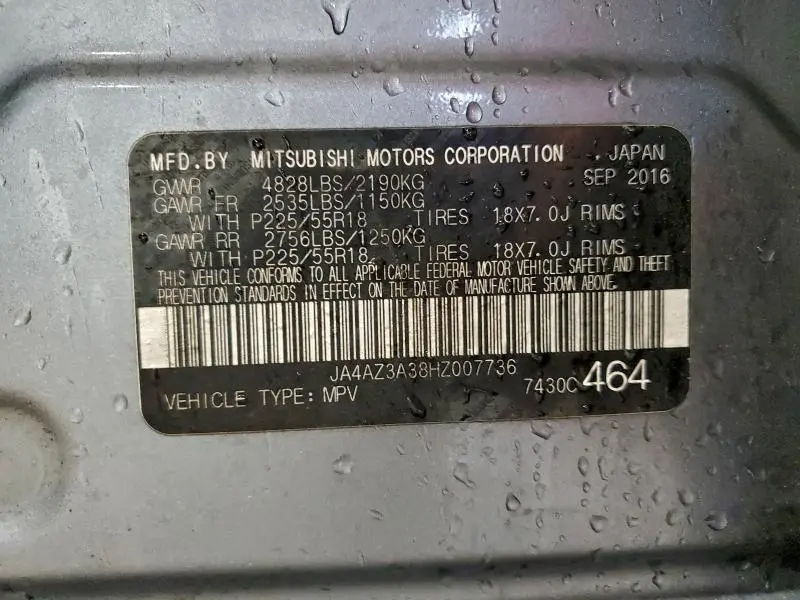 MFD. BY MITSUBISHI MOTORS CORPORATION JAPAN
GVWR 4828LBS/2190KG SEP 2016
GAWR FR 2535LBS/1150KG
WITH P225/55R18 TIRES 18X7.0J RIMS
GAWR RR 2756LBS/1250KG
WITH P225/55R18 TIRES 18X7.0J RIMS
THIS VEHICLE CONFORMS TO ALL APPLICABLE FEDERAL MOTOR VEHICLE SAFETY AND THEFT
PREVENTION STANDARDS IN EFFECT ON THE DATE OF MANUFACTURE SHOWN ABOVE.
JA4AZ3A38HZ007736
VEHICLE TYPE: MPV 7430C 464